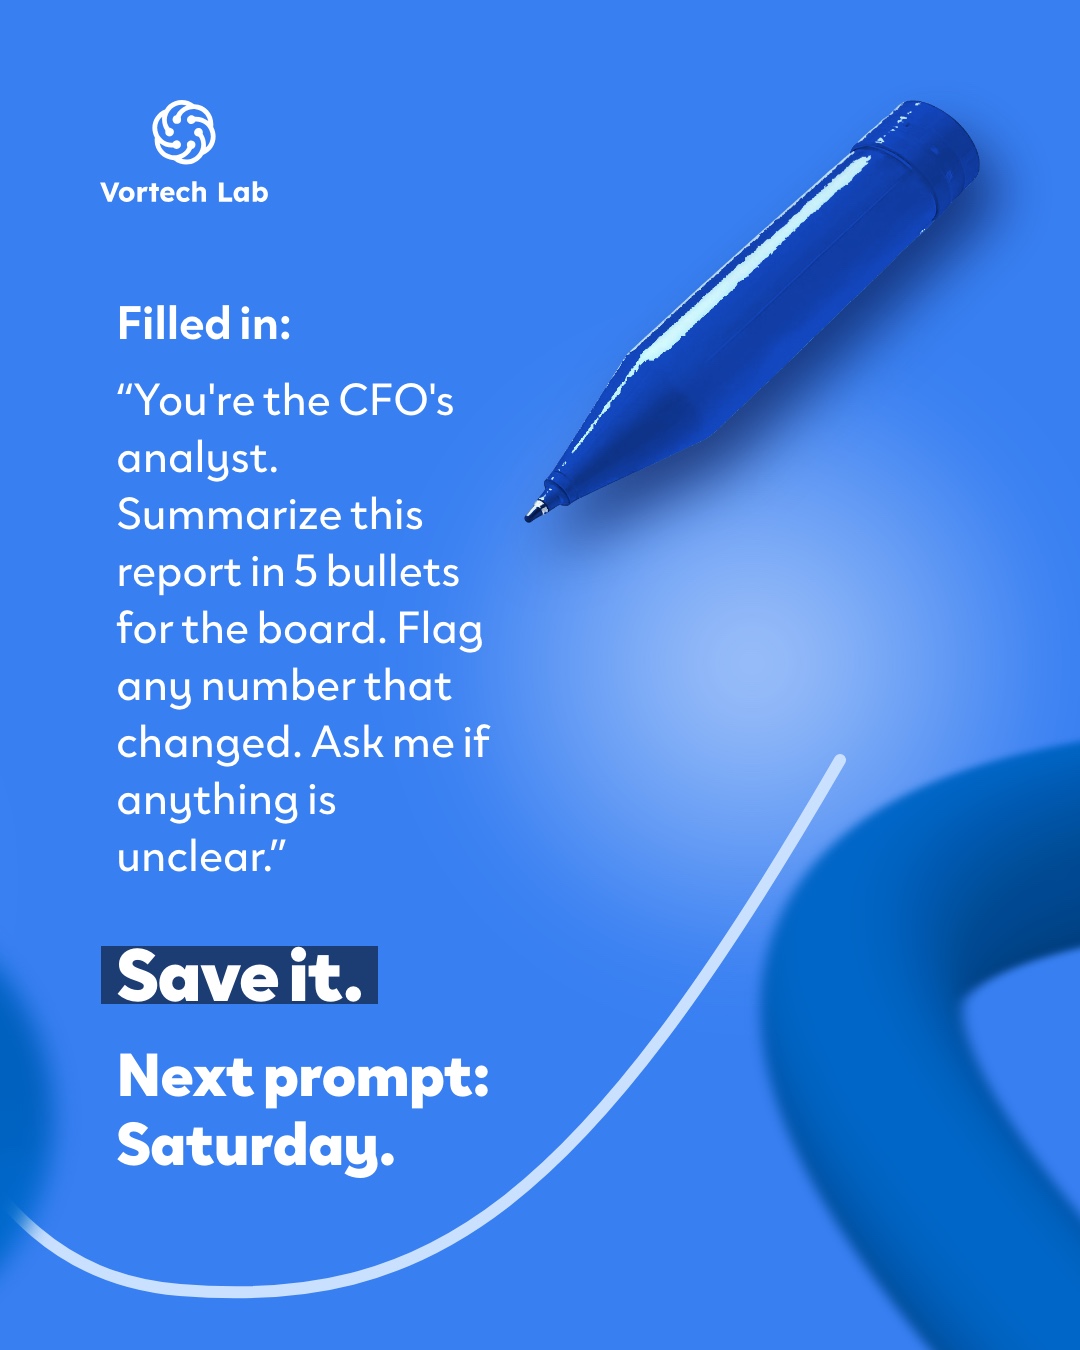 Vortech Lab
Filled in:
“You're the CFO's
analyst.
Summarize this
report in 5 bullets
for the board. Flag
any number that
changed. Ask me if
anything is
unclear.”
Save it.
Next prompt:
Saturday.